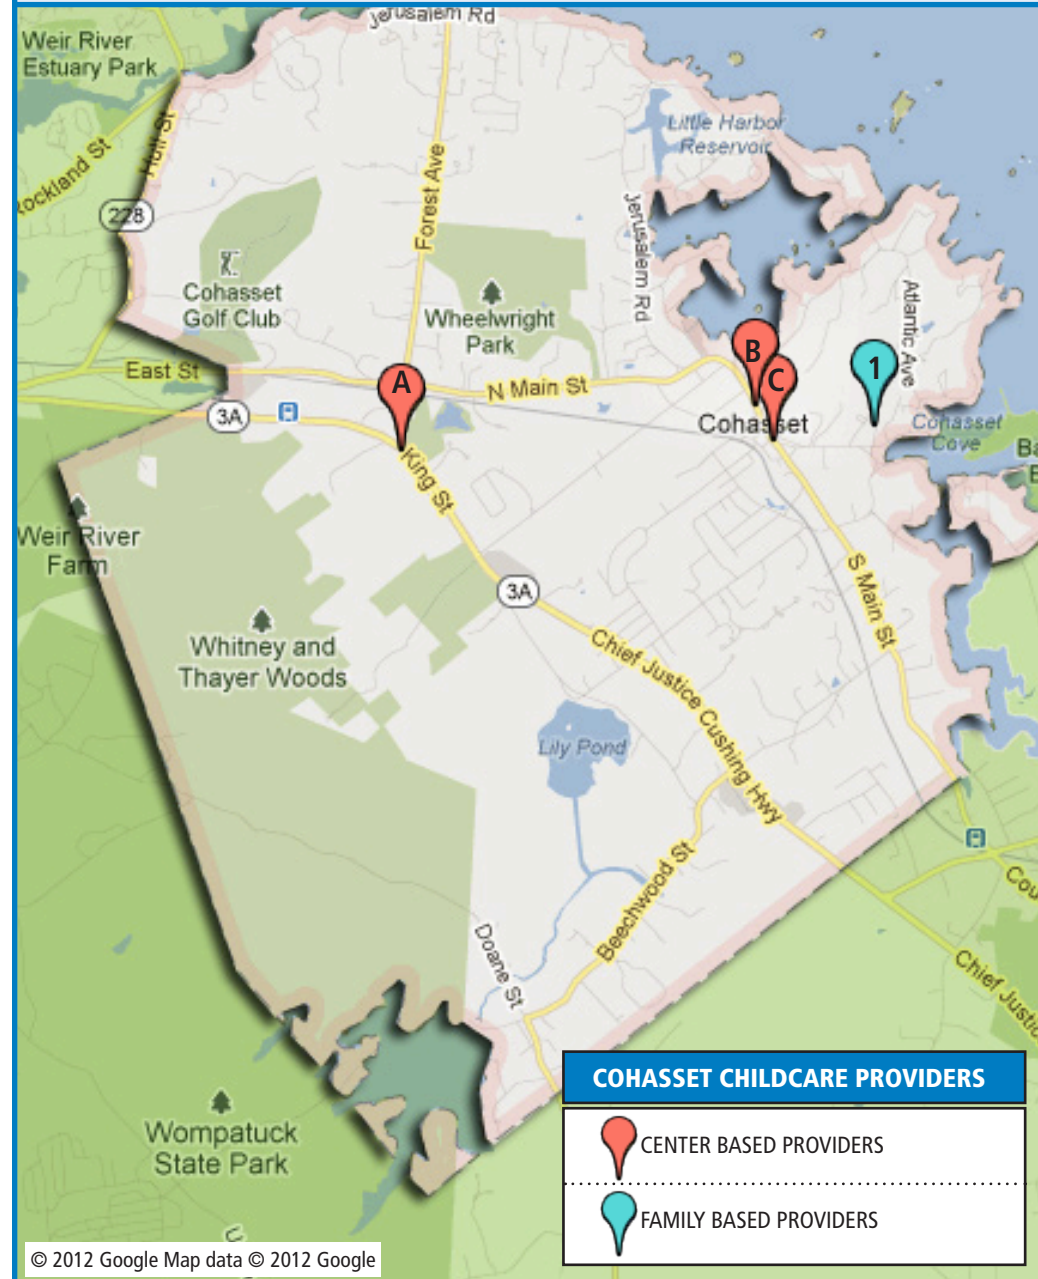 Jerusalem Rd
Weir River
Estuary Park
Hull St
Rockland St
228
Forest Ave
Little Harbor
Reservoir
Jerusalem Rd
Cohasset
Golf Club
Wheelwright
Park
Atlantic Ave
East St
N Main St
A
B
C
1
3A
Cohasset
Cohasset
Cove
Ba
King St
Weir River
Farm
3A
S Main St
Whitney and
Thayer Woods
Chief Justice Cushing Hwy
Lily Pond
Beechwood St
Cou
Doane St
Chief Justic
Wompatuck
State Park
COHASSET CHILDCARE PROVIDERS
CENTER BASED PROVIDERS
FAMILY BASED PROVIDERS
© 2012 Google Map data © 2012 Google